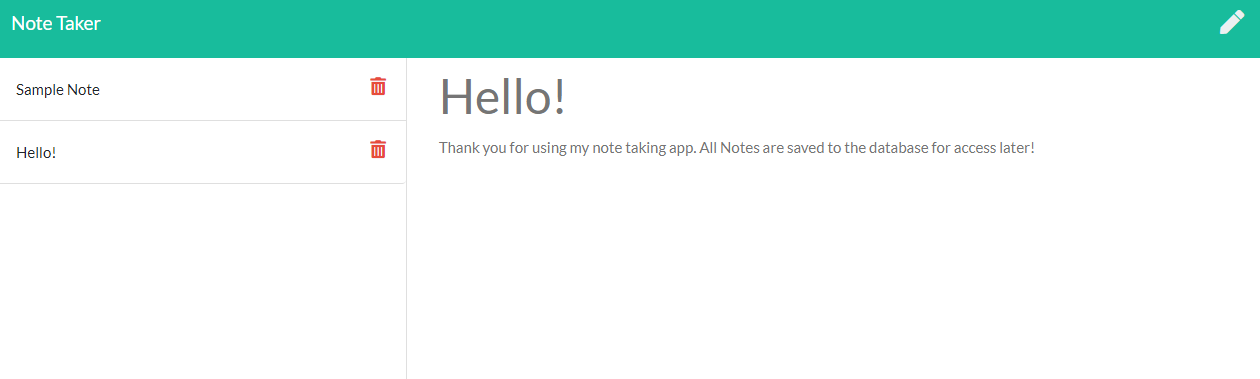 Note Taker
Sample Note
Hello!
Hello!
Thank you for using my note taking app. All Notes are saved to the database for access later!